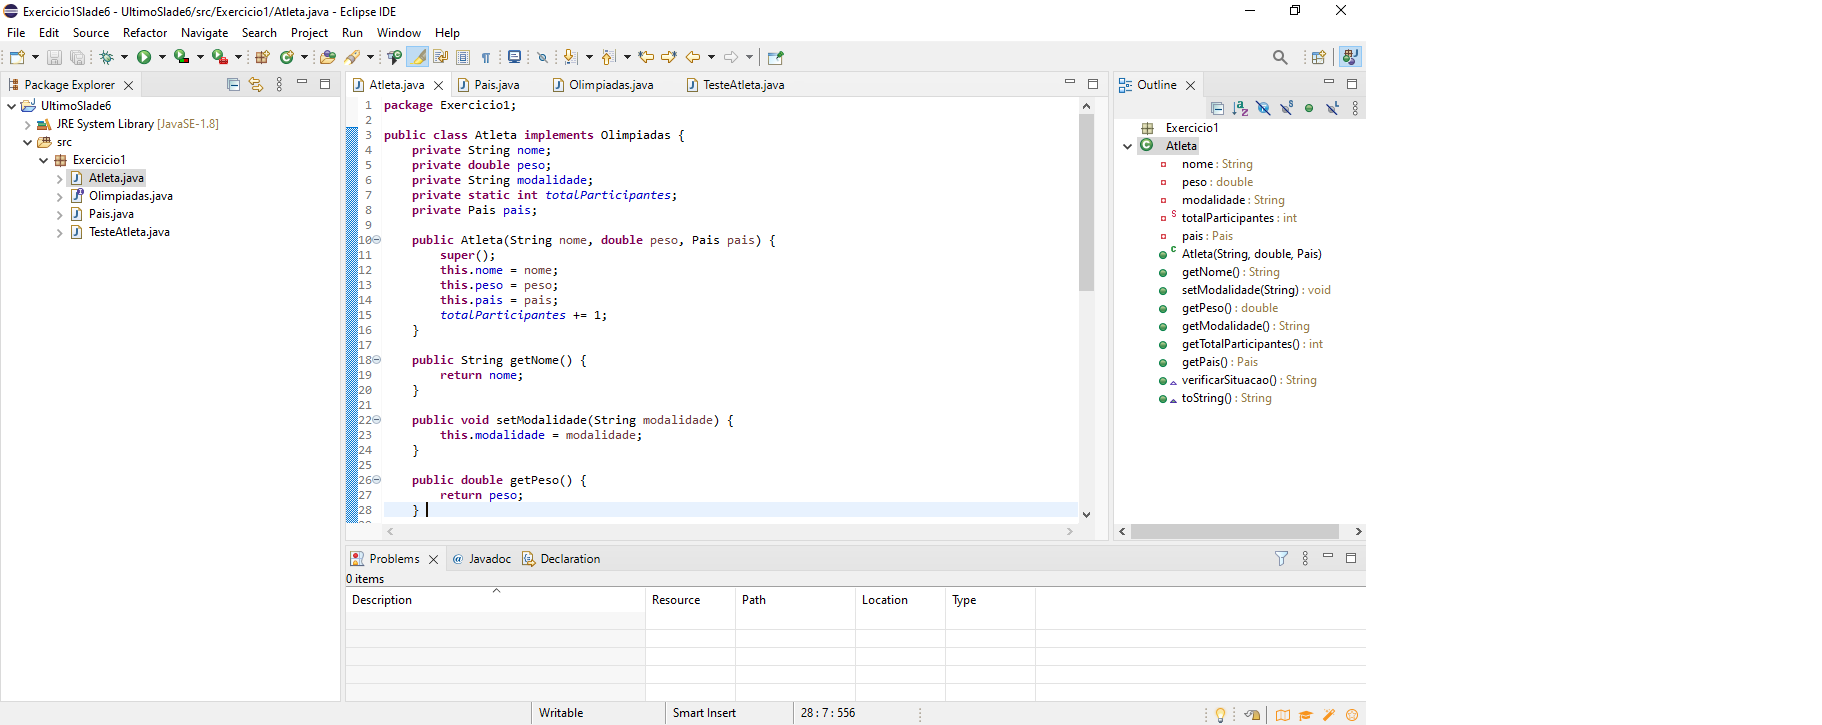 Exercicio1Slade6 - UltimoSlade6/src/Exercicio1/Atleta.java - Eclipse IDE
File Edit Source Refactor Navigate Search Project Run Window Help
Package Explorer
UltimoSlade6
JRE System Library [JavaSE-1.8]
src
Exercicio1
Atleta.java
Olimpiadas.java
Pais.java
TesteAtleta.java
Atleta.java Pais.java Olimpiadas.java TesteAtleta.java
1 package Exercicio1;
2
3 public class Atleta implements Olimpiadas {
4 private String nome;
5 private double peso;
6 private String modalidade;
7 private static int totalParticipantes;
8 private Pais pais;
9
10 public Atleta(String nome, double peso, Pais pais) {
11 super();
12 this.nome = nome;
13 this.peso = peso;
14 this.pais = pais;
15 totalParticipantes += 1;
16 }
17
18 public String getNome() {
19 return nome;
20 }
21
22 public void setModalidade(String modalidade) {
23 this.modalidade = modalidade;
24 }
25
26 public double getPeso() {
27 return peso;
28 }
Outline
Exercicio1
Atleta
nome : String
peso : double
modalidade : String
totalParticipantes : int
pais : Pais
Atleta(String, double, Pais)
getNome() : String
setModalidade(String) : void
getPeso() : double
getModalidade() : String
getTotalParticipantes() : int
getPais() : Pais
verificarSituacao() : String
toString() : String
Problems @ Javadoc Declaration
0 items
Description Resource Path Location Type
Writable Smart Insert 28 : 7 : 556